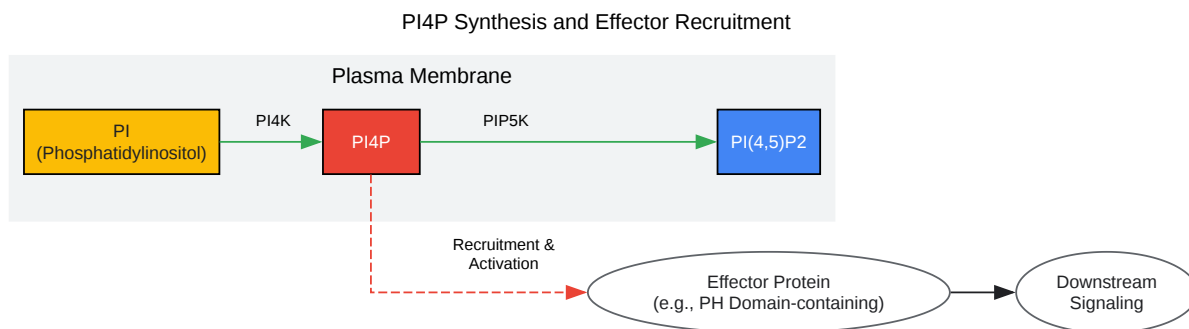 PI4P Synthesis and Effector Recruitment
Plasma Membrane
PI
(Phosphatidylinositol)
PI4K
PI4P
PIP5K
PI(4,5)P2
Recruitment &
Activation
Effector Protein
(e.g., PH Domain-containing)
Downstream
Signaling